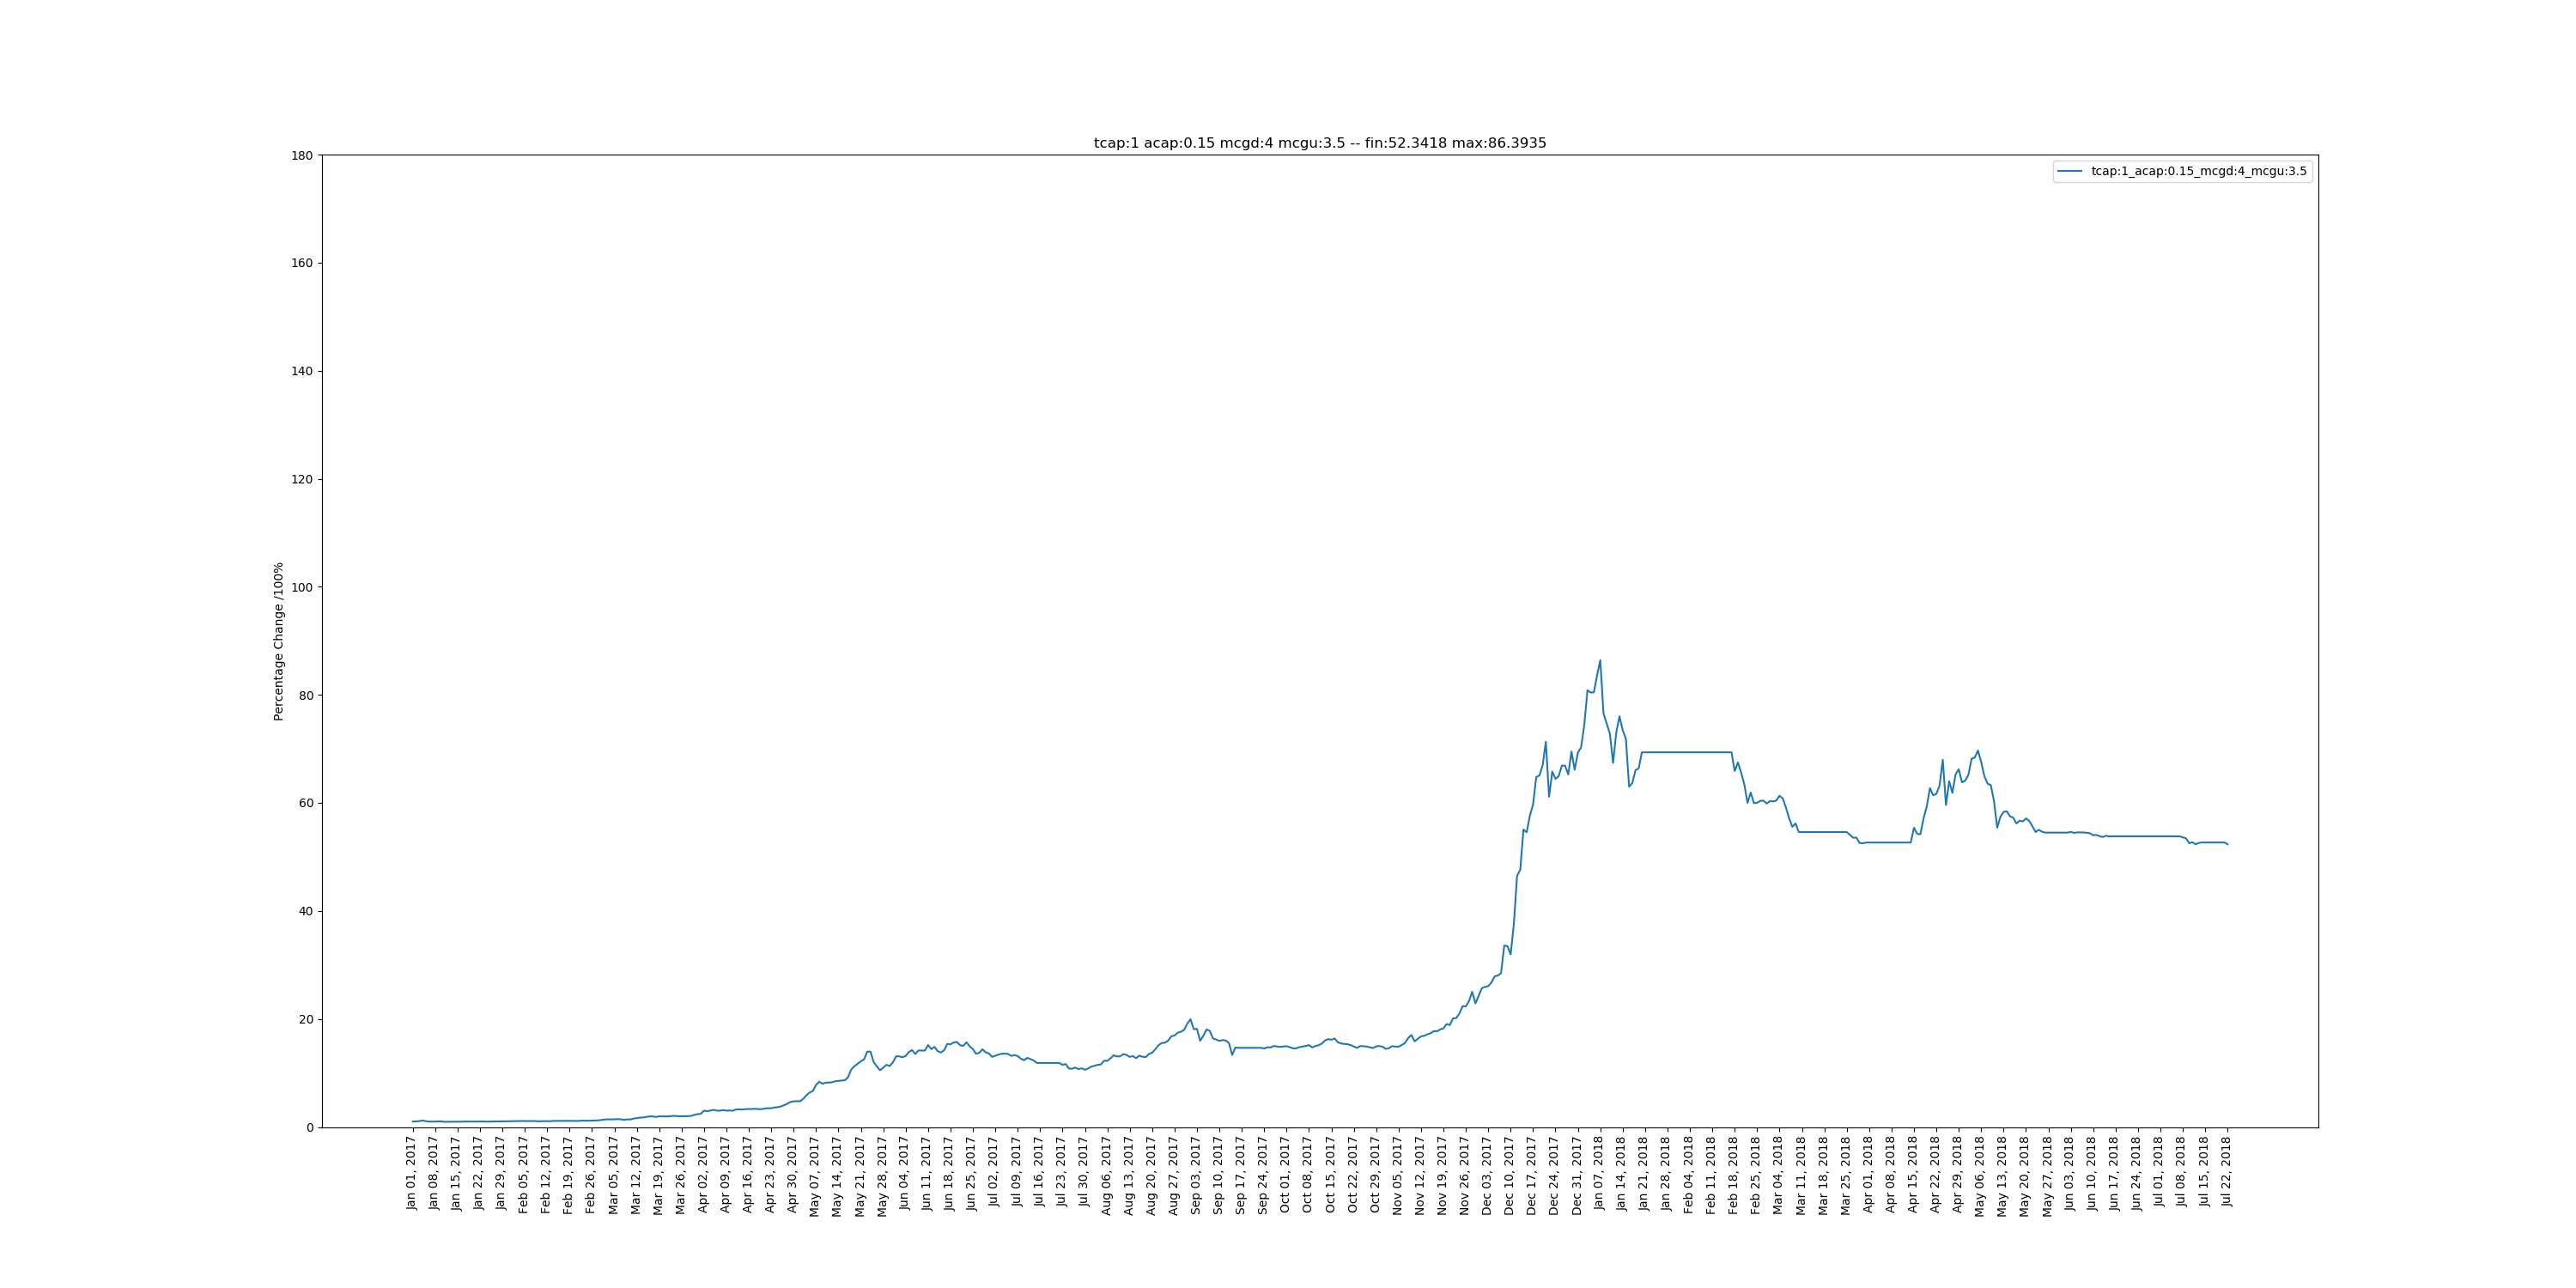 tcap:1 acap:0.15 mcgd:4 mcgu:3.5 -- fin:52.3418 max:86.3935
tcap:1_acap:0.15_mcgd:4_mcgu:3.5
Percentage Change /100%
180
160
140
120
100
80
60
40
20
0
Jan 01, 2017
Jan 08, 2017
Jan 15, 2017
Jan 22, 2017
Jan 29, 2017
Feb 05, 2017
Feb 12, 2017
Feb 19, 2017
Feb 26, 2017
Mar 05, 2017
Mar 12, 2017
Mar 19, 2017
Mar 26, 2017
Apr 02, 2017
Apr 09, 2017
Apr 16, 2017
Apr 23, 2017
Apr 30, 2017
May 07, 2017
May 14, 2017
May 21, 2017
May 28, 2017
Jun 04, 2017
Jun 11, 2017
Jun 18, 2017
Jun 25, 2017
Jul 02, 2017
Jul 09, 2017
Jul 16, 2017
Jul 23, 2017
Jul 30, 2017
Aug 06, 2017
Aug 13, 2017
Aug 20, 2017
Aug 27, 2017
Sep 03, 2017
Sep 10, 2017
Sep 17, 2017
Sep 24, 2017
Oct 01, 2017
Oct 08, 2017
Oct 15, 2017
Oct 22, 2017
Oct 29, 2017
Nov 05, 2017
Nov 12, 2017
Nov 19, 2017
Nov 26, 2017
Dec 03, 2017
Dec 10, 2017
Dec 17, 2017
Dec 24, 2017
Dec 31, 2017
Jan 07, 2018
Jan 14, 2018
Jan 21, 2018
Jan 28, 2018
Feb 04, 2018
Feb 11, 2018
Feb 18, 2018
Feb 25, 2018
Mar 04, 2018
Mar 11, 2018
Mar 18, 2018
Mar 25, 2018
Apr 01, 2018
Apr 08, 2018
Apr 15, 2018
Apr 22, 2018
Apr 29, 2018
May 06, 2018
May 13, 2018
May 20, 2018
May 27, 2018
Jun 03, 2018
Jun 10, 2018
Jun 17, 2018
Jun 24, 2018
Jul 01, 2018
Jul 08, 2018
Jul 15, 2018
Jul 22, 2018